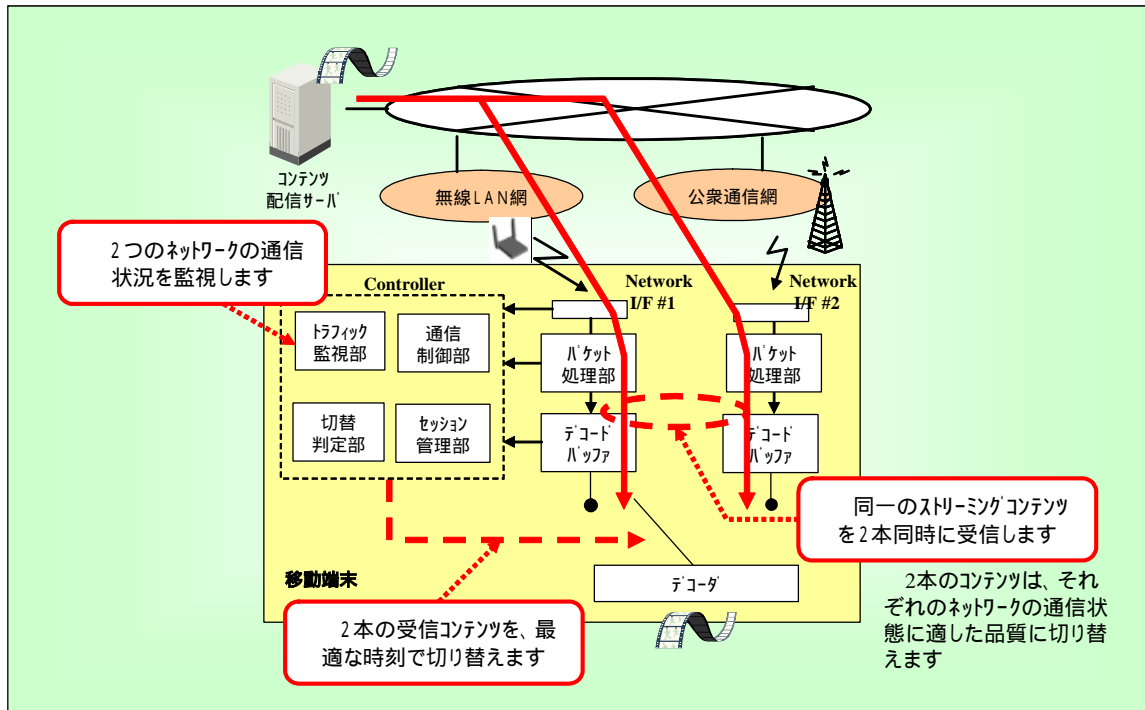 コンテンツ
配信サーバ
無線LAN網
公衆通信網
2つのネットワークの通信
状況を監視します
Controller
Network
I/F #1
Network
I/F #2
トラフィック
監視部
通信
制御部
パケット
処理部
パケット
処理部
切替
判定部
セッション
管理部
デコード
バッファ
デコード
バッファ
同一のストリーミングコンテンツ
を2本同時に受信します
移動端末
デコーダ
2本のコンテンツは、それ
ぞれのネットワークの通信状
態に適した品質に切り替
えます
2本の受信コンテンツを、最
適な時刻で切り替えます